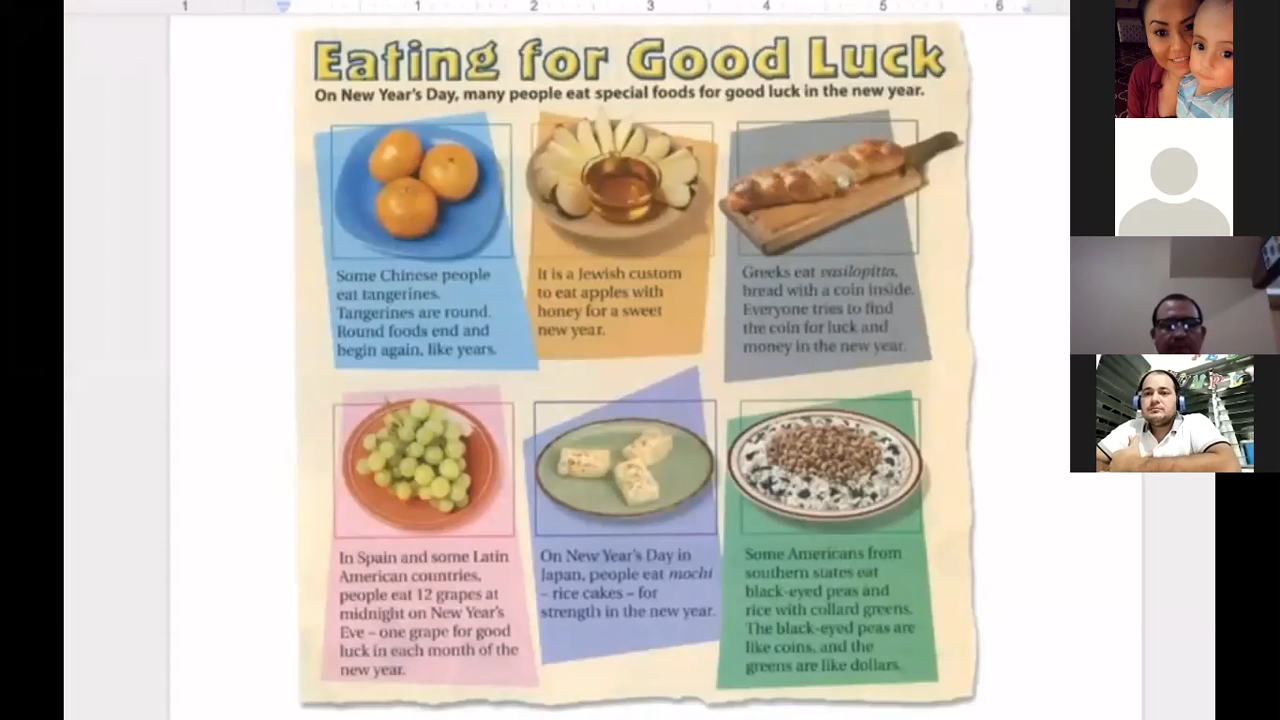 1 1 2 3 4 5 6
Eating for Good Luck
On New Year's Day, many people eat special foods for good luck in the new year.
Some Chinese people
eat tangerines.
Tangerines are round.
Round foods end and
begin again, like years.
It is a Jewish custom
to eat apples with
honey for a sweet
new year.
Greeks eat vasilopitta,
bread with a coin inside.
Everyone tries to find
the coin for luck and
money in the new year.
In Spain and some Latin
American countries,
people eat 12 grapes at
midnight on New Year's
Eve – one grape for good
luck in each month of the
new year.
On New Year's Day in
Japan, people eat mochi
– rice cakes – for
strength in the new year.
Some Americans from
southern states eat
black-eyed peas and
rice with collard greens.
The black-eyed peas are
like coins, and the
greens are like dollars.